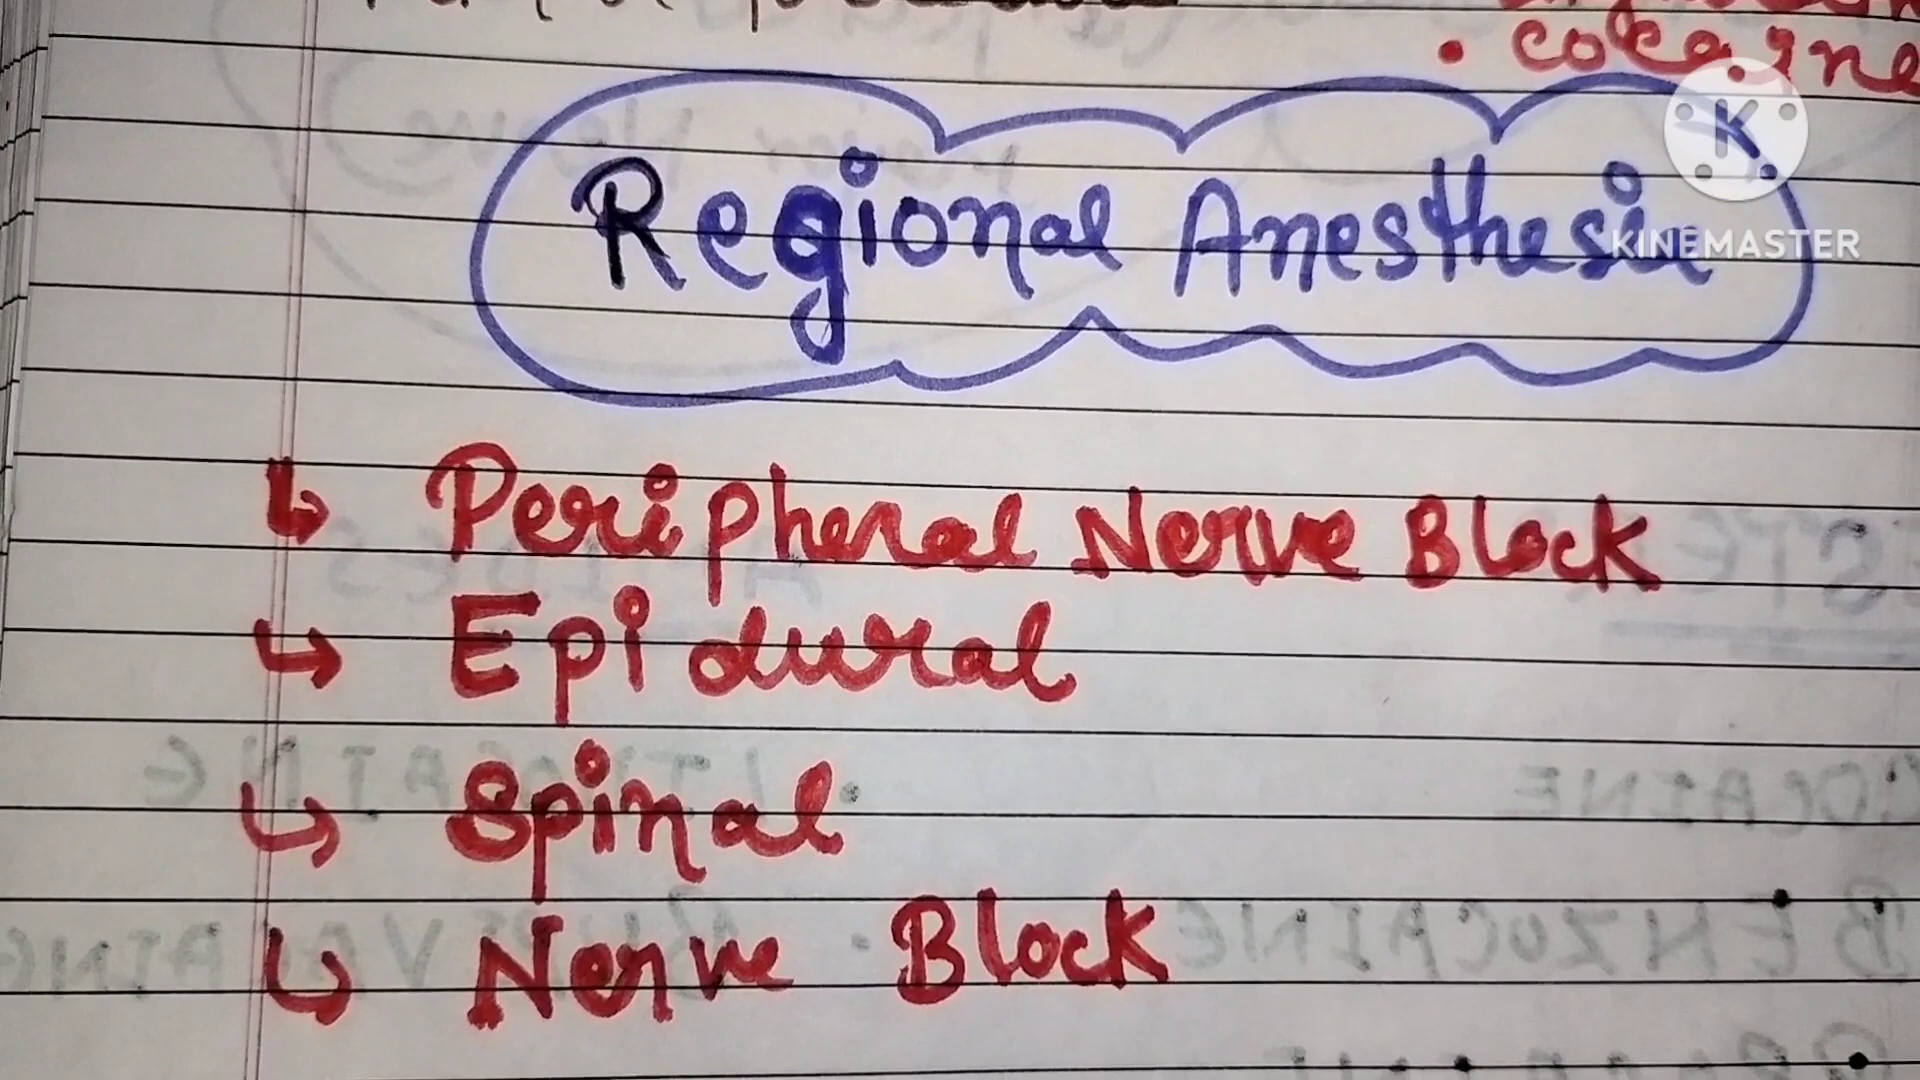 • cocaine
Regional Anesthesia
K
KINEMASTER
↳ Peripheral Nerve Block
↳ Epidural
↳ Spinal
↳ Nerve Block